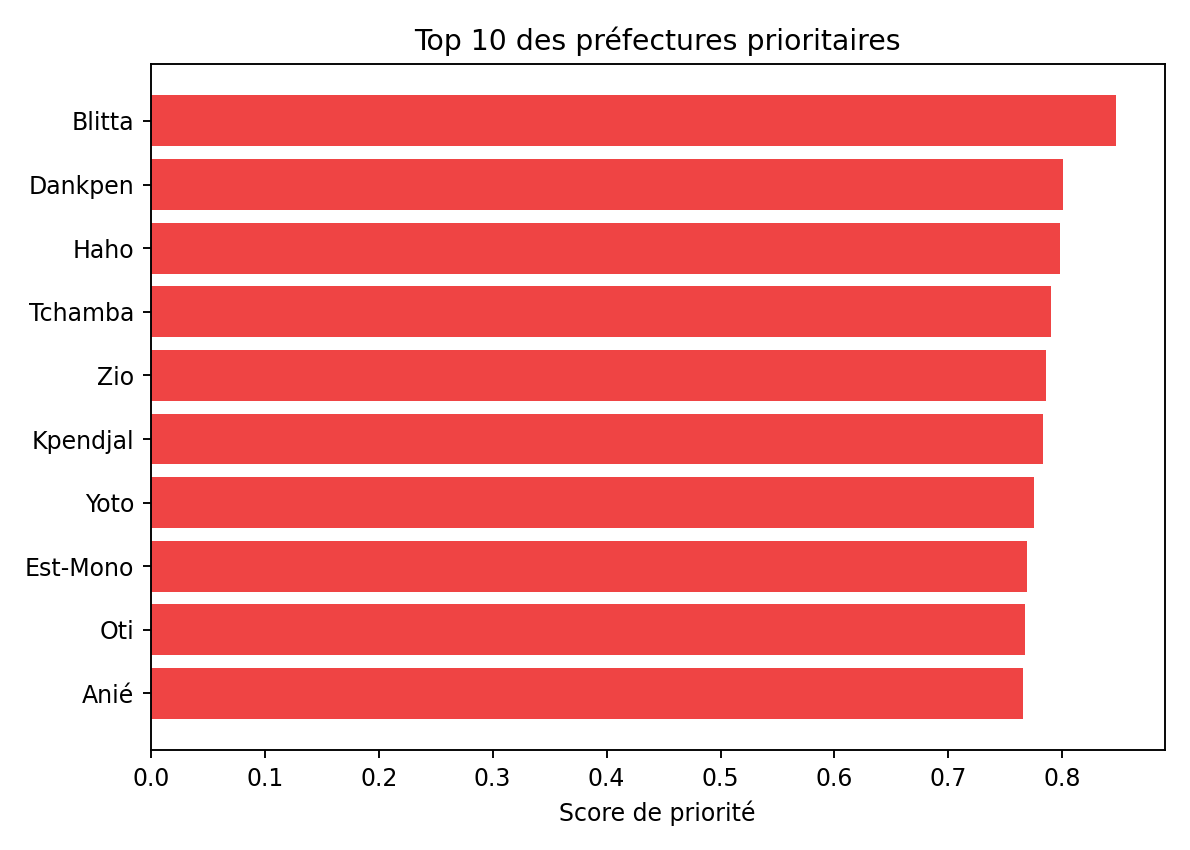 Top 10 des préfectures prioritaires
Blitta
Dankpen
Haho
Tchamba
Zio
Kpendjal
Yoto
Est-Mono
Oti
Anié
0.0 0.1 0.2 0.3 0.4 0.5 0.6 0.7 0.8
Score de priorité